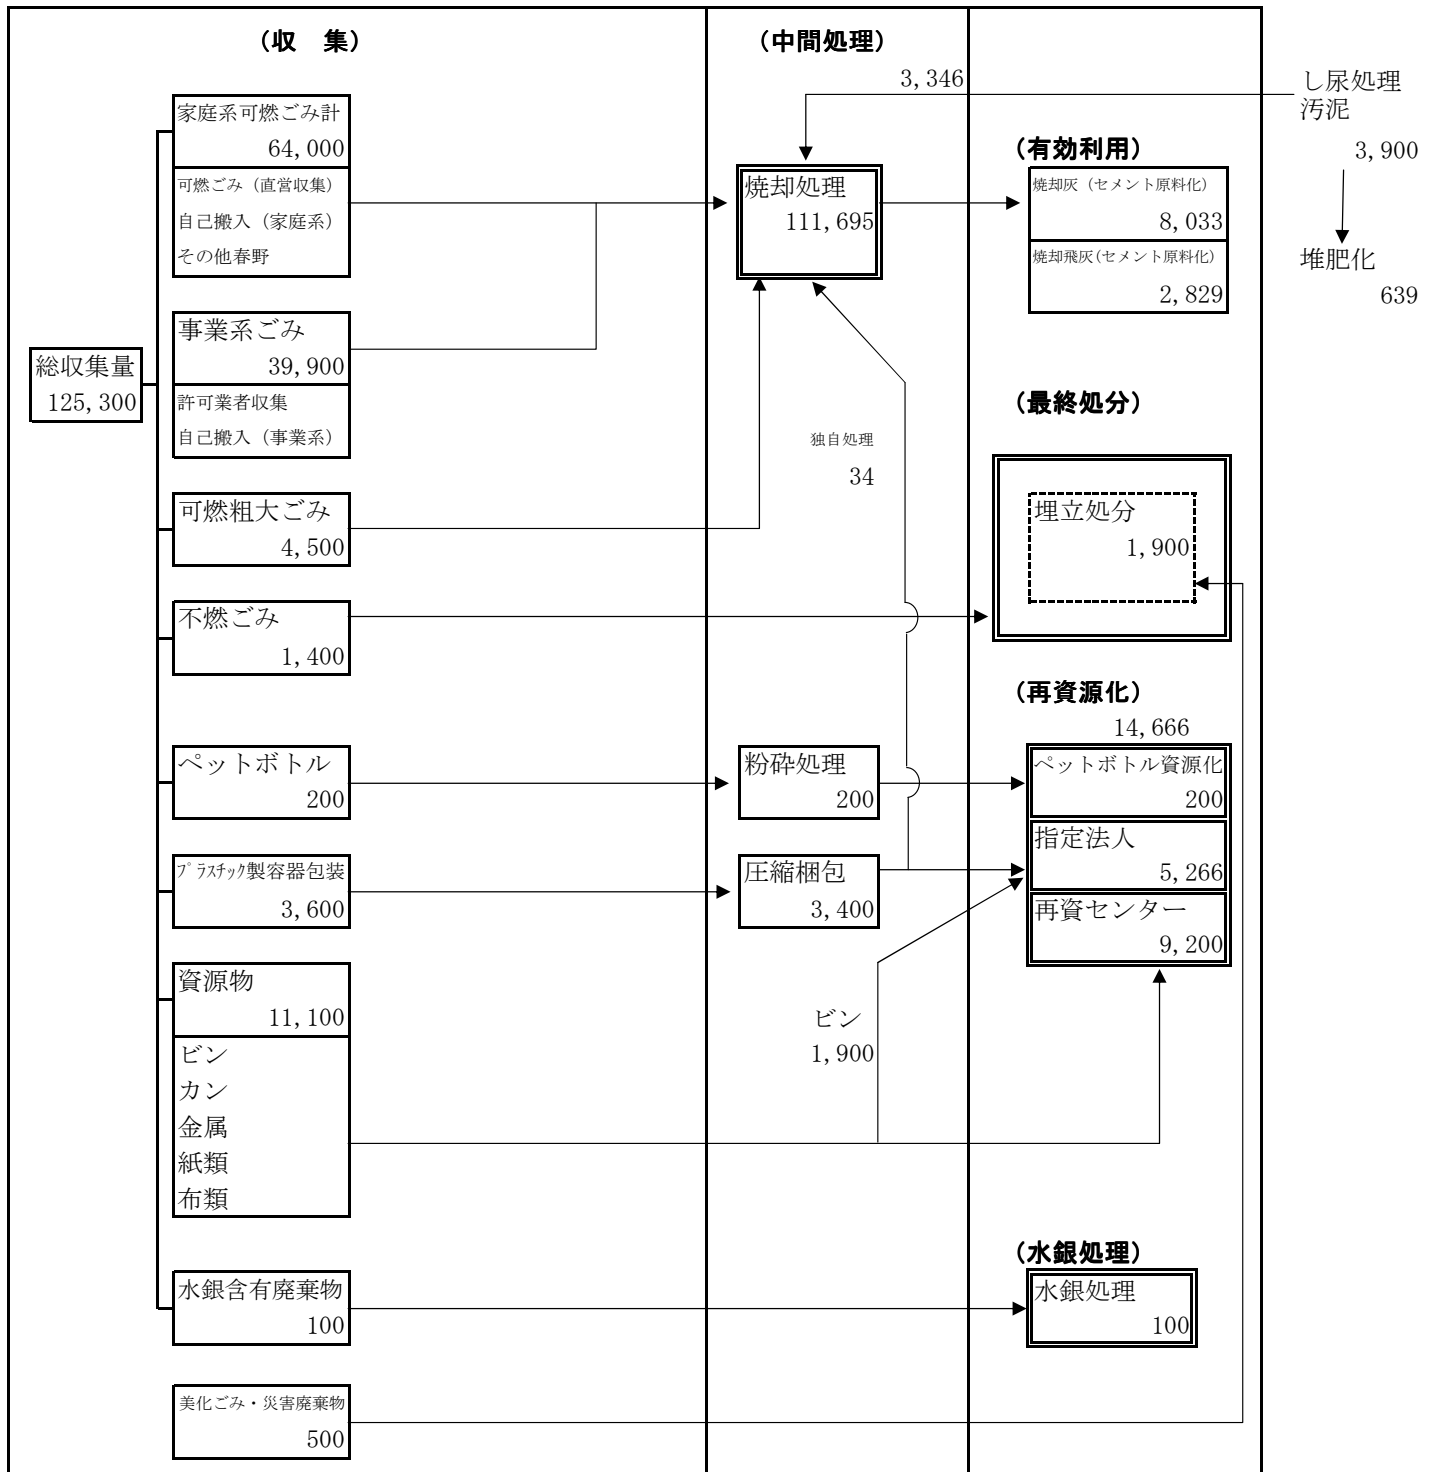 （収　集）
（中間処理）
3,346
し尿処理
汚泥
3,900
堆肥化
639
家庭系可燃ごみ計
64,000
可燃ごみ（直営収集）
自己搬入（家庭系）
その他春野
焼却処理
111,695
（有効利用）
焼却灰（セメント原料化）
8,033
焼却飛灰（セメント原料化）
2,829
事業系ごみ
39,900
許可業者収集
自己搬入（事業系）
総収集量
125,300
（最終処分）
独自処理
34
可燃粗大ごみ
4,500
埋立処分
1,900
不燃ごみ
1,400
（再資源化）
14,666
ペットボトル
200
粉砕処理
200
ペットボトル資源化
200
指定法人
5,266
再資センター
9,200
プラスチック製容器包装
3,600
圧縮梱包
3,400
資源物
11,100
ビン
カン
金属
紙類
布類
ビン
1,900
（水銀処理）
水銀含有廃棄物
100
水銀処理
100
美化ごみ・災害廃棄物
500